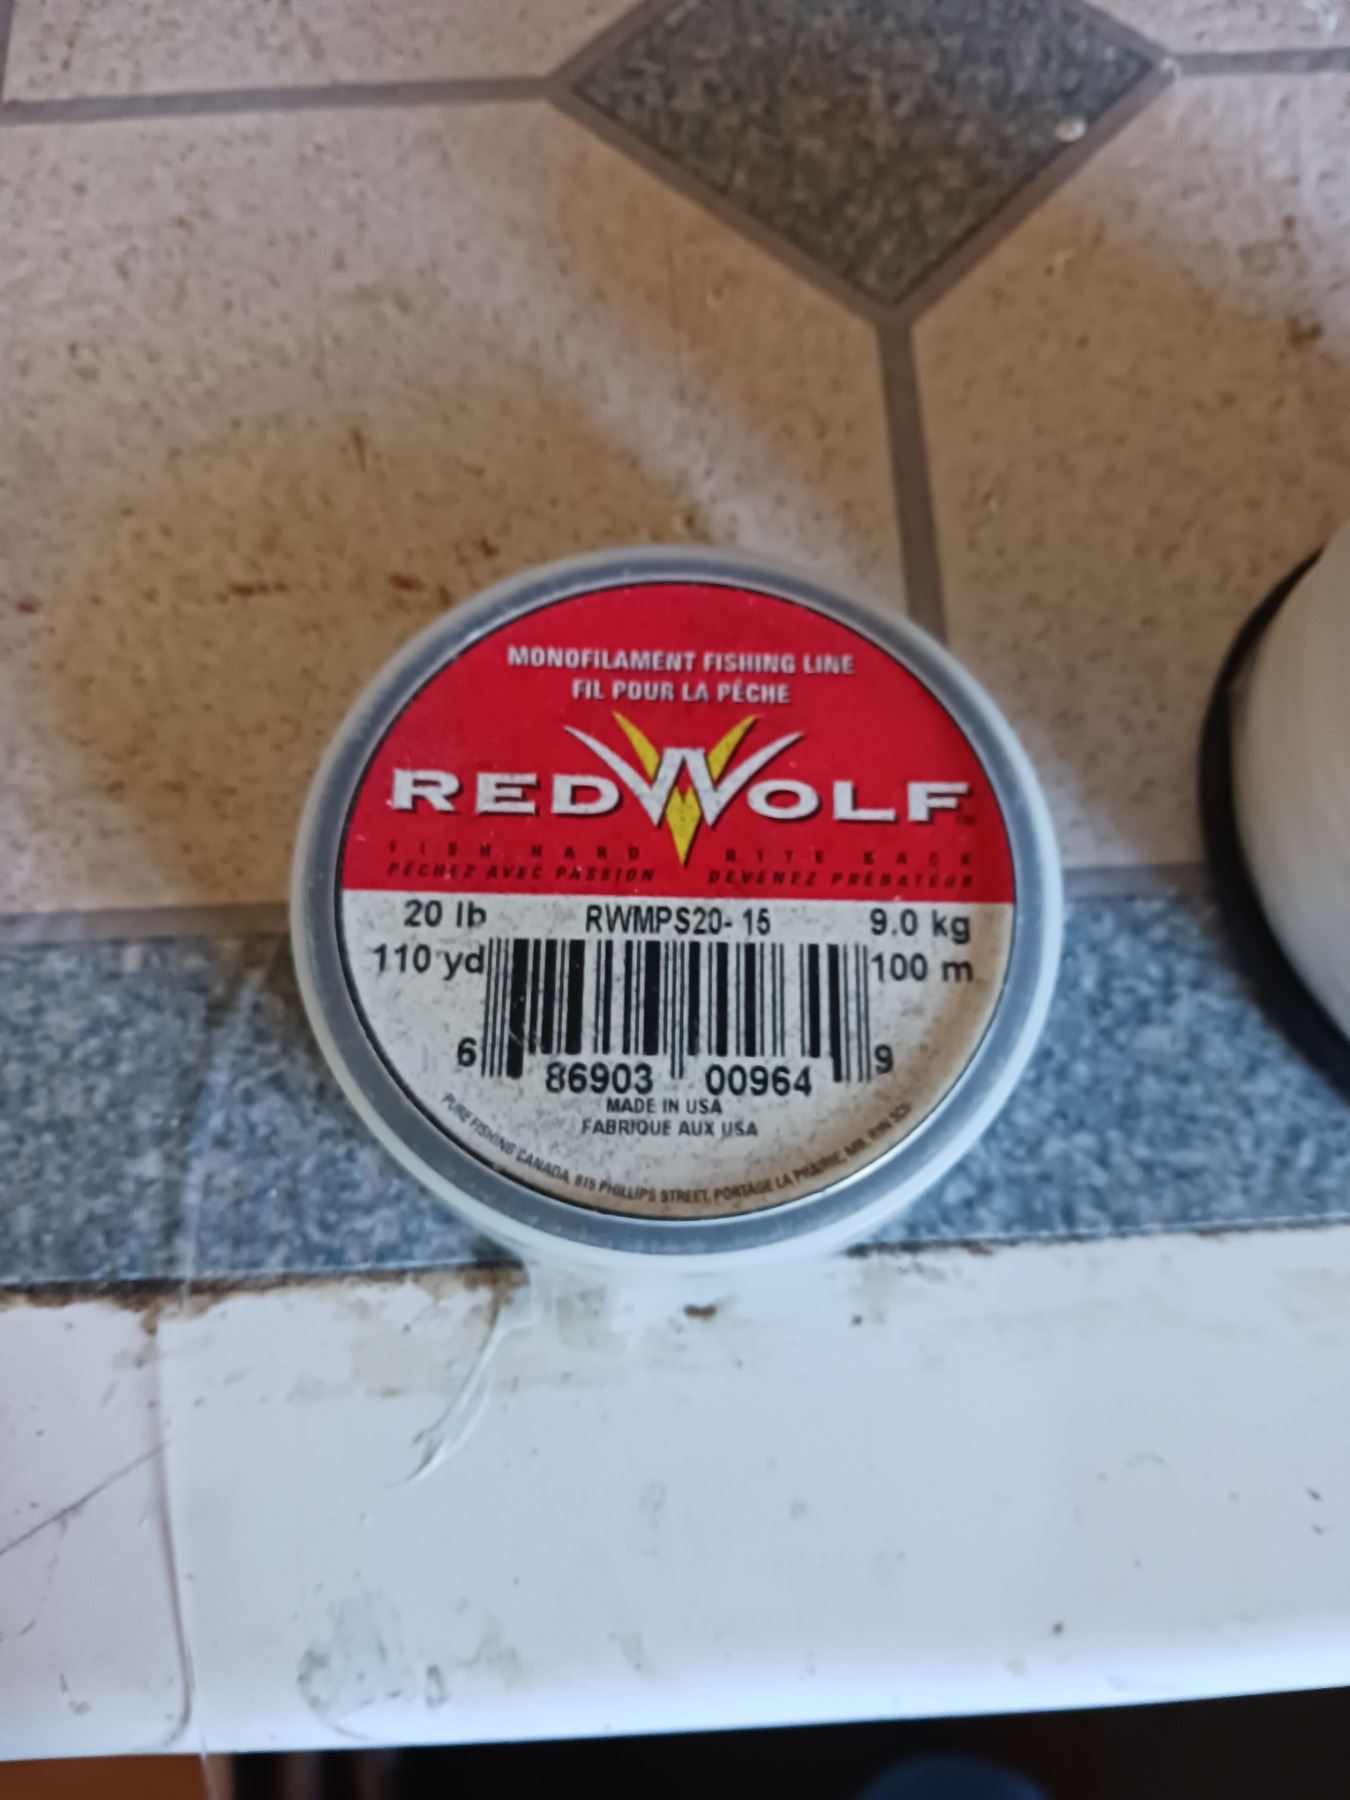 MONOFILAMENT FISHING LINE
FIL POUR LA PÊCHE
REDWOLF™
FISH HARD BITE BACK
PÊCHEZ AVEC PASSION DEVENEZ PRÉDATEUR
20 lb RWMPS20-15 9.0 kg
110 yd 100 m
6 86903 00964 9
MADE IN USA
FABRIQUE AUX USA
PURE FISHING CANADA, 815 PHILLIPS STREET, PORTAGE LA PRAIRIE, MB,